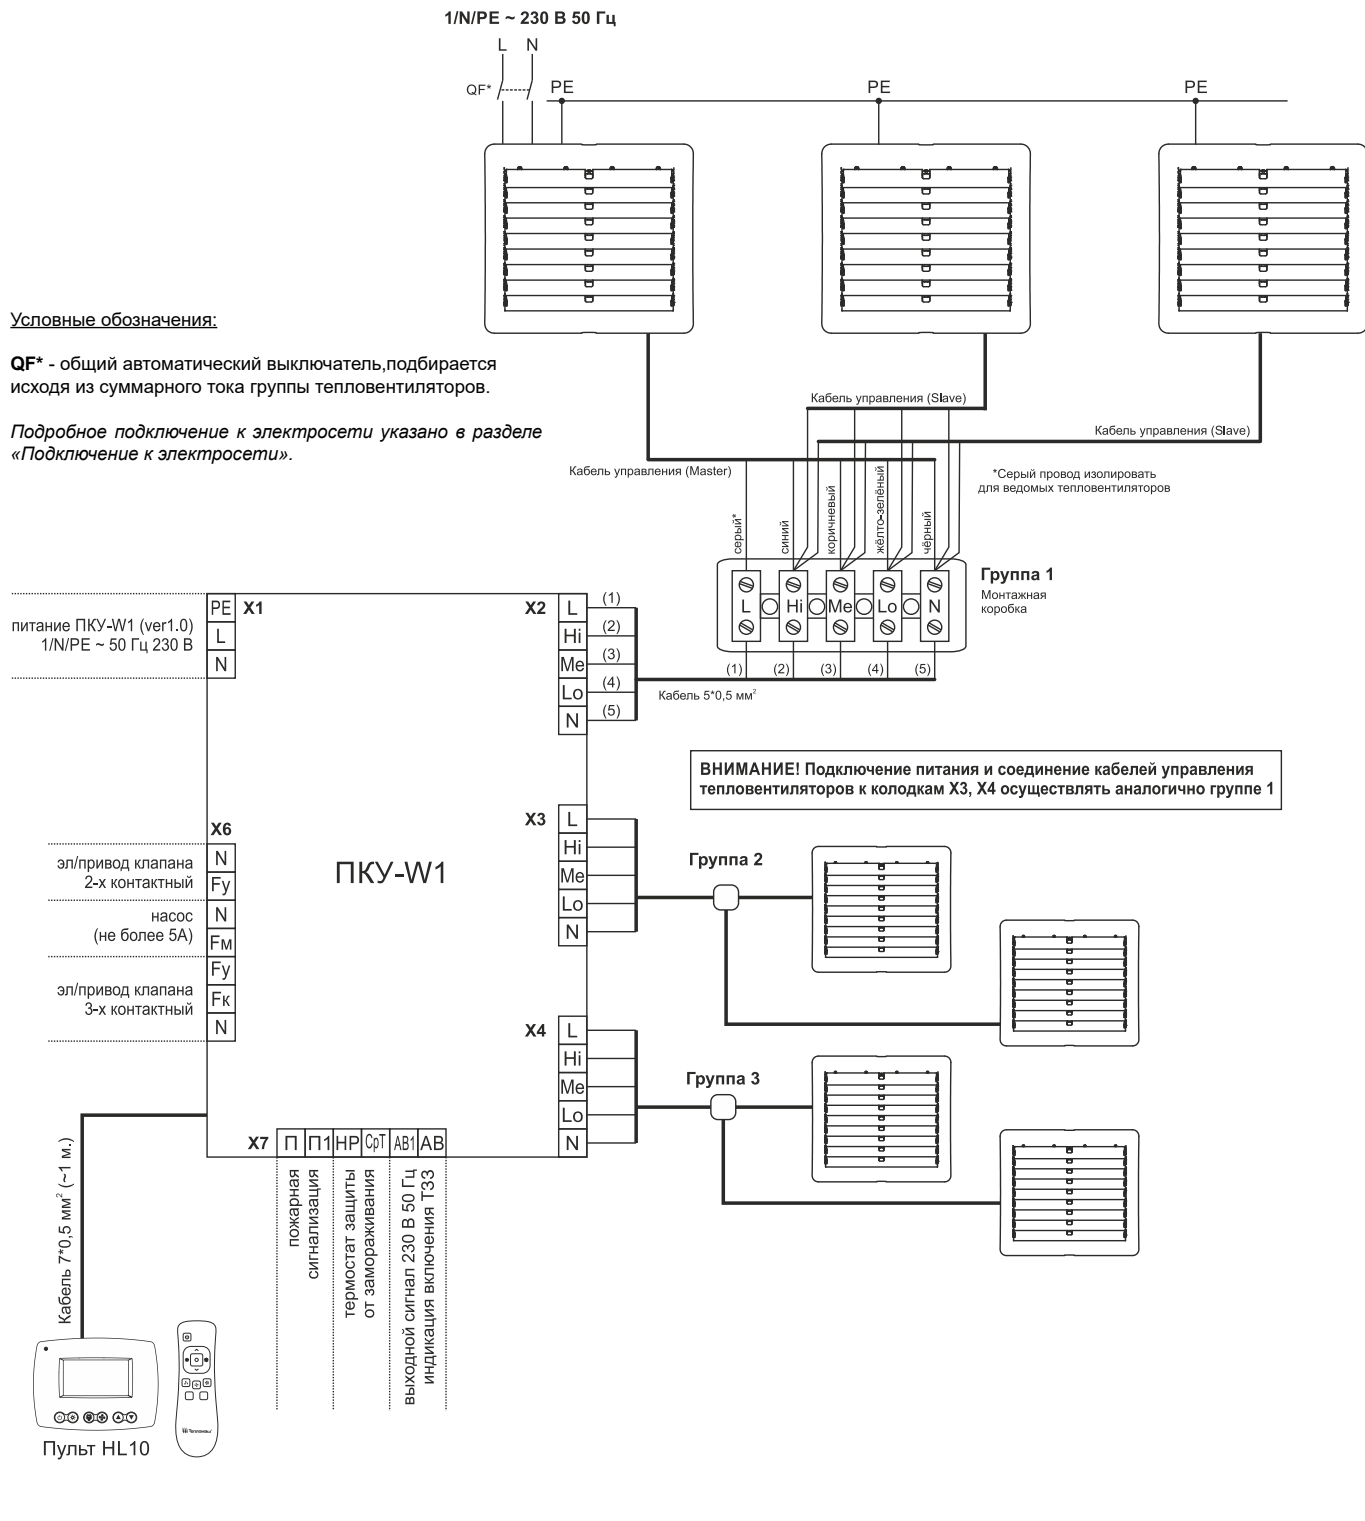 1/N/PE ~ 230 В 50 Гц
L N
QF* PE PE PE
Условные обозначения:
QF* - общий автоматический выключатель,подбирается
исходя из суммарного тока группы тепловентиляторов.
Подробное подключение к электросети указано в разделе
«Подключение к электросети».
Кабель управления (Slave)
Кабель управления (Slave)
Кабель управления (Master)
*Серый провод изолировать
для ведомых тепловентиляторов
серый*
синий
коричневый
жёлто-зелёный
чёрный
L Hi Me Lo N
Группа 1
Монтажная
коробка
(1) (2) (3) (4) (5)
Кабель 5*0,5 мм²
питание ПКУ-W1 (ver1.0)
1/N/PE ~ 50 Гц 230 В
PE X1
L
N
X2 L (1)
Hi (2)
Me (3)
Lo (4)
N (5)
ВНИМАНИЕ! Подключение питания и соединение кабелей управления
тепловентиляторов к колодкам X3, X4 осуществлять аналогично группе 1
X6
эл/привод клапана
2-х контактный
N
Fy
насос
(не более 5А)
N
Fм
эл/привод клапана
3-х контактный
Fy
Fк
N
ПКУ-W1
X3 L
Hi
Me
Lo
N
Группа 2
X4 L
Hi
Me
Lo
N
Группа 3
X7 П П1 НР СрТ АВ1 АВ
пожарная
сигнализация
термостат защиты
от замораживания
выходной сигнал 230 В 50 Гц
индикация включения ТЗЗ
Кабель 7*0,5 мм² (~1 м.)
Пульт HL10